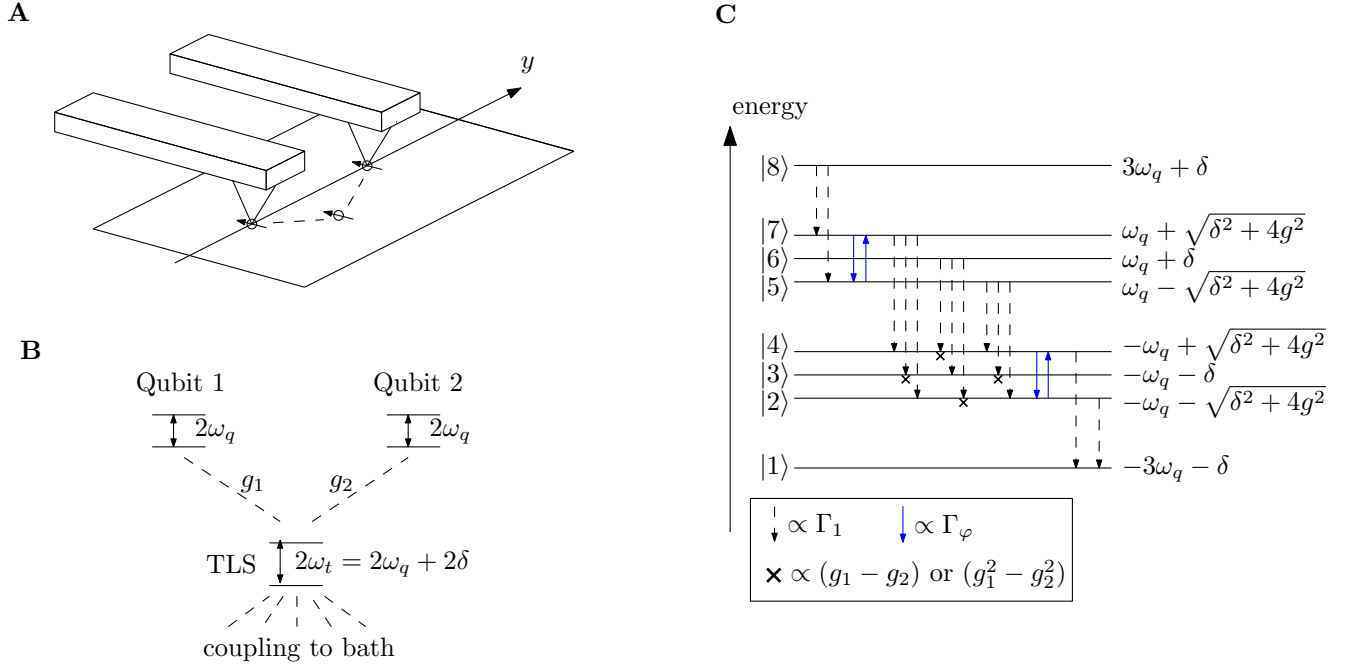 A
y
B
Qubit 1
Qubit 2
2ω_q
2ω_q
g_1
g_2
TLS
2ω_t = 2ω_q + 2δ
coupling to bath
C
energy
|8⟩ 3ω_q + δ
|7⟩ ω_q + √(δ² + 4g²)
|6⟩ ω_q + δ
|5⟩ ω_q − √(δ² + 4g²)
|4⟩ −ω_q + √(δ² + 4g²)
|3⟩ −ω_q − δ
|2⟩ −ω_q − √(δ² + 4g²)
|1⟩ −3ω_q − δ
∝ Γ_1 ∝ Γ_φ
× ∝ (g_1 − g_2) or (g_1² − g_2²)